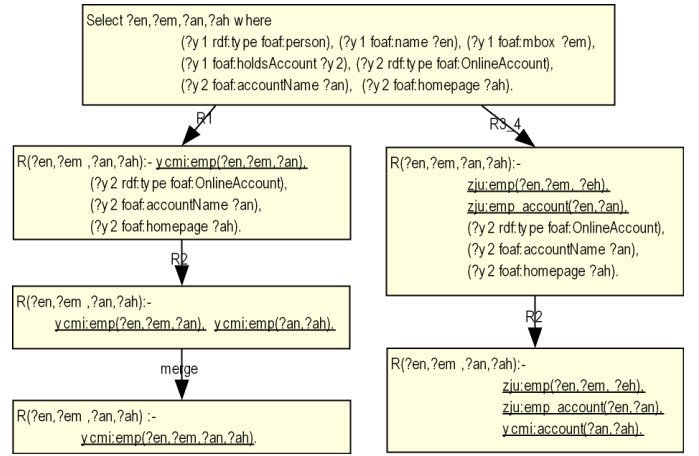 Select ?en,?em,?an,?ah where
(?y1 rdf:type foaf:person), (?y1 foaf:name ?en), (?y1 foaf:mbox ?em),
(?y1 foaf:holdsAccount ?y2), (?y2 rdf:type foaf:OnlineAccount),
(?y2 foaf:accountName ?an), (?y2 foaf:homepage ?ah).
R1
R3_4
R(?en,?em ,?an,?ah):- ycmi:emp(?en,?em,?an),
(?y2 rdf:type foaf:OnlineAccount),
(?y2 foaf:accountName ?an),
(?y2 foaf:homepage ?ah).
R2
R(?en,?em ,?an,?ah):-
ycmi:emp(?en,?em,?an), ycmi:emp(?an,?ah).
merge
R(?en,?em ,?an,?ah) :-
ycmi:emp(?en,?em,?an,?ah).
R(?en,?em,?an,?ah):-
zju:emp(?en,?em, ?eh),
zju:emp_account(?en,?an),
(?y2 rdf:type foaf:OnlineAccount),
(?y2 foaf:accountName ?an),
(?y2 foaf:homepage ?ah).
R2
R(?en,?em ,?an,?ah):-
zju:emp(?en,?em, ?eh),
zju:emp_account(?en,?an),
ycmi:account(?an,?ah).